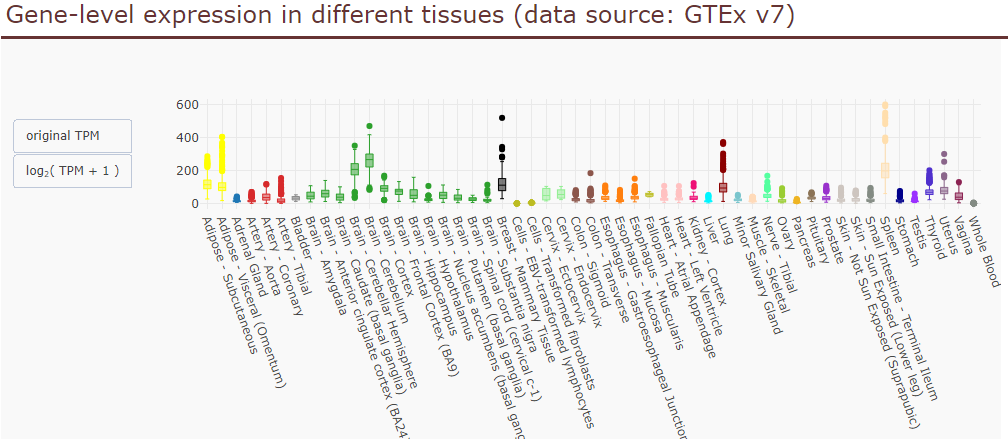 Gene-level expression in different tissues (data source: GTEx v7)
original TPM
log₂( TPM + 1 )
600
400
200
0
Adipose - Subcutaneous
Adipose - Visceral (Omentum)
Adrenal Gland
Artery - Aorta
Artery - Coronary
Artery - Tibial
Bladder
Brain - Amygdala
Brain - Anterior cingulate cortex (BA24)
Brain - Caudate (basal ganglia)
Brain - Cerebellar Hemisphere
Brain - Cerebellum
Brain - Cortex
Brain - Frontal Cortex (BA9)
Brain - Hippocampus
Brain - Hypothalamus
Brain - Nucleus accumbens (basal gang
Brain - Putamen (basal ganglia)
Brain - Spinal cord (cervical c-1)
Brain - Substantia nigra
Breast - Mammary Tissue
Cells - EBV-transformed lymphocytes
Cells - Transformed fibroblasts
Cervix - Ectocervix
Cervix - Endocervix
Colon - Sigmoid
Colon - Transverse
Esophagus - Gastroesophageal Junction
Esophagus - Mucosa
Esophagus - Muscularis
Fallopian Tube
Heart - Atrial Appendage
Heart - Left Ventricle
Kidney - Cortex
Liver
Lung
Minor Salivary Gland
Muscle - Skeletal
Nerve - Tibial
Ovary
Pancreas
Pituitary
Prostate
Skin - Not Sun Exposed (Suprapubic)
Skin - Sun Exposed (Lower leg)
Small Intestine - Terminal Ileum
Spleen
Stomach
Testis
Thyroid
Uterus
Vagina
Whole Blood